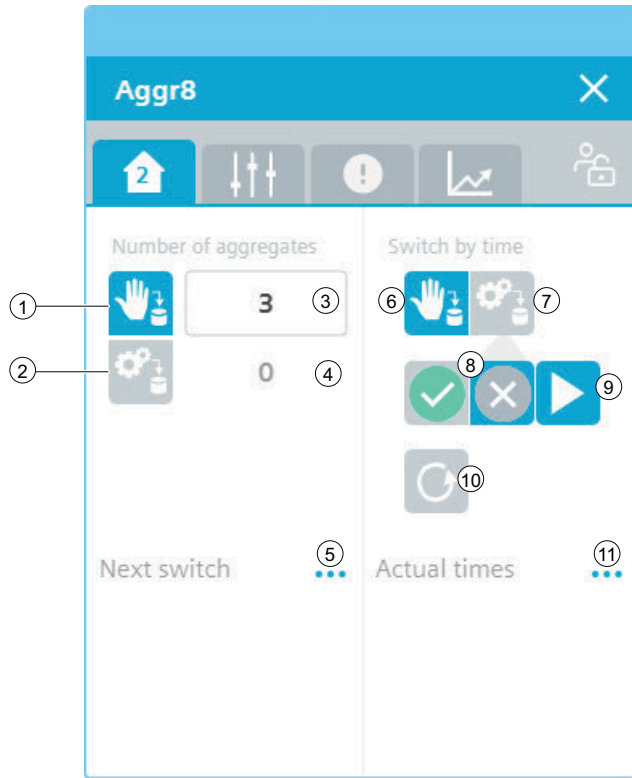 Aggr8
2
Number of aggregates
Switch by time
1
3
3
6
7
2
0
4
8
9
10
Next switch
5
Actual times
11